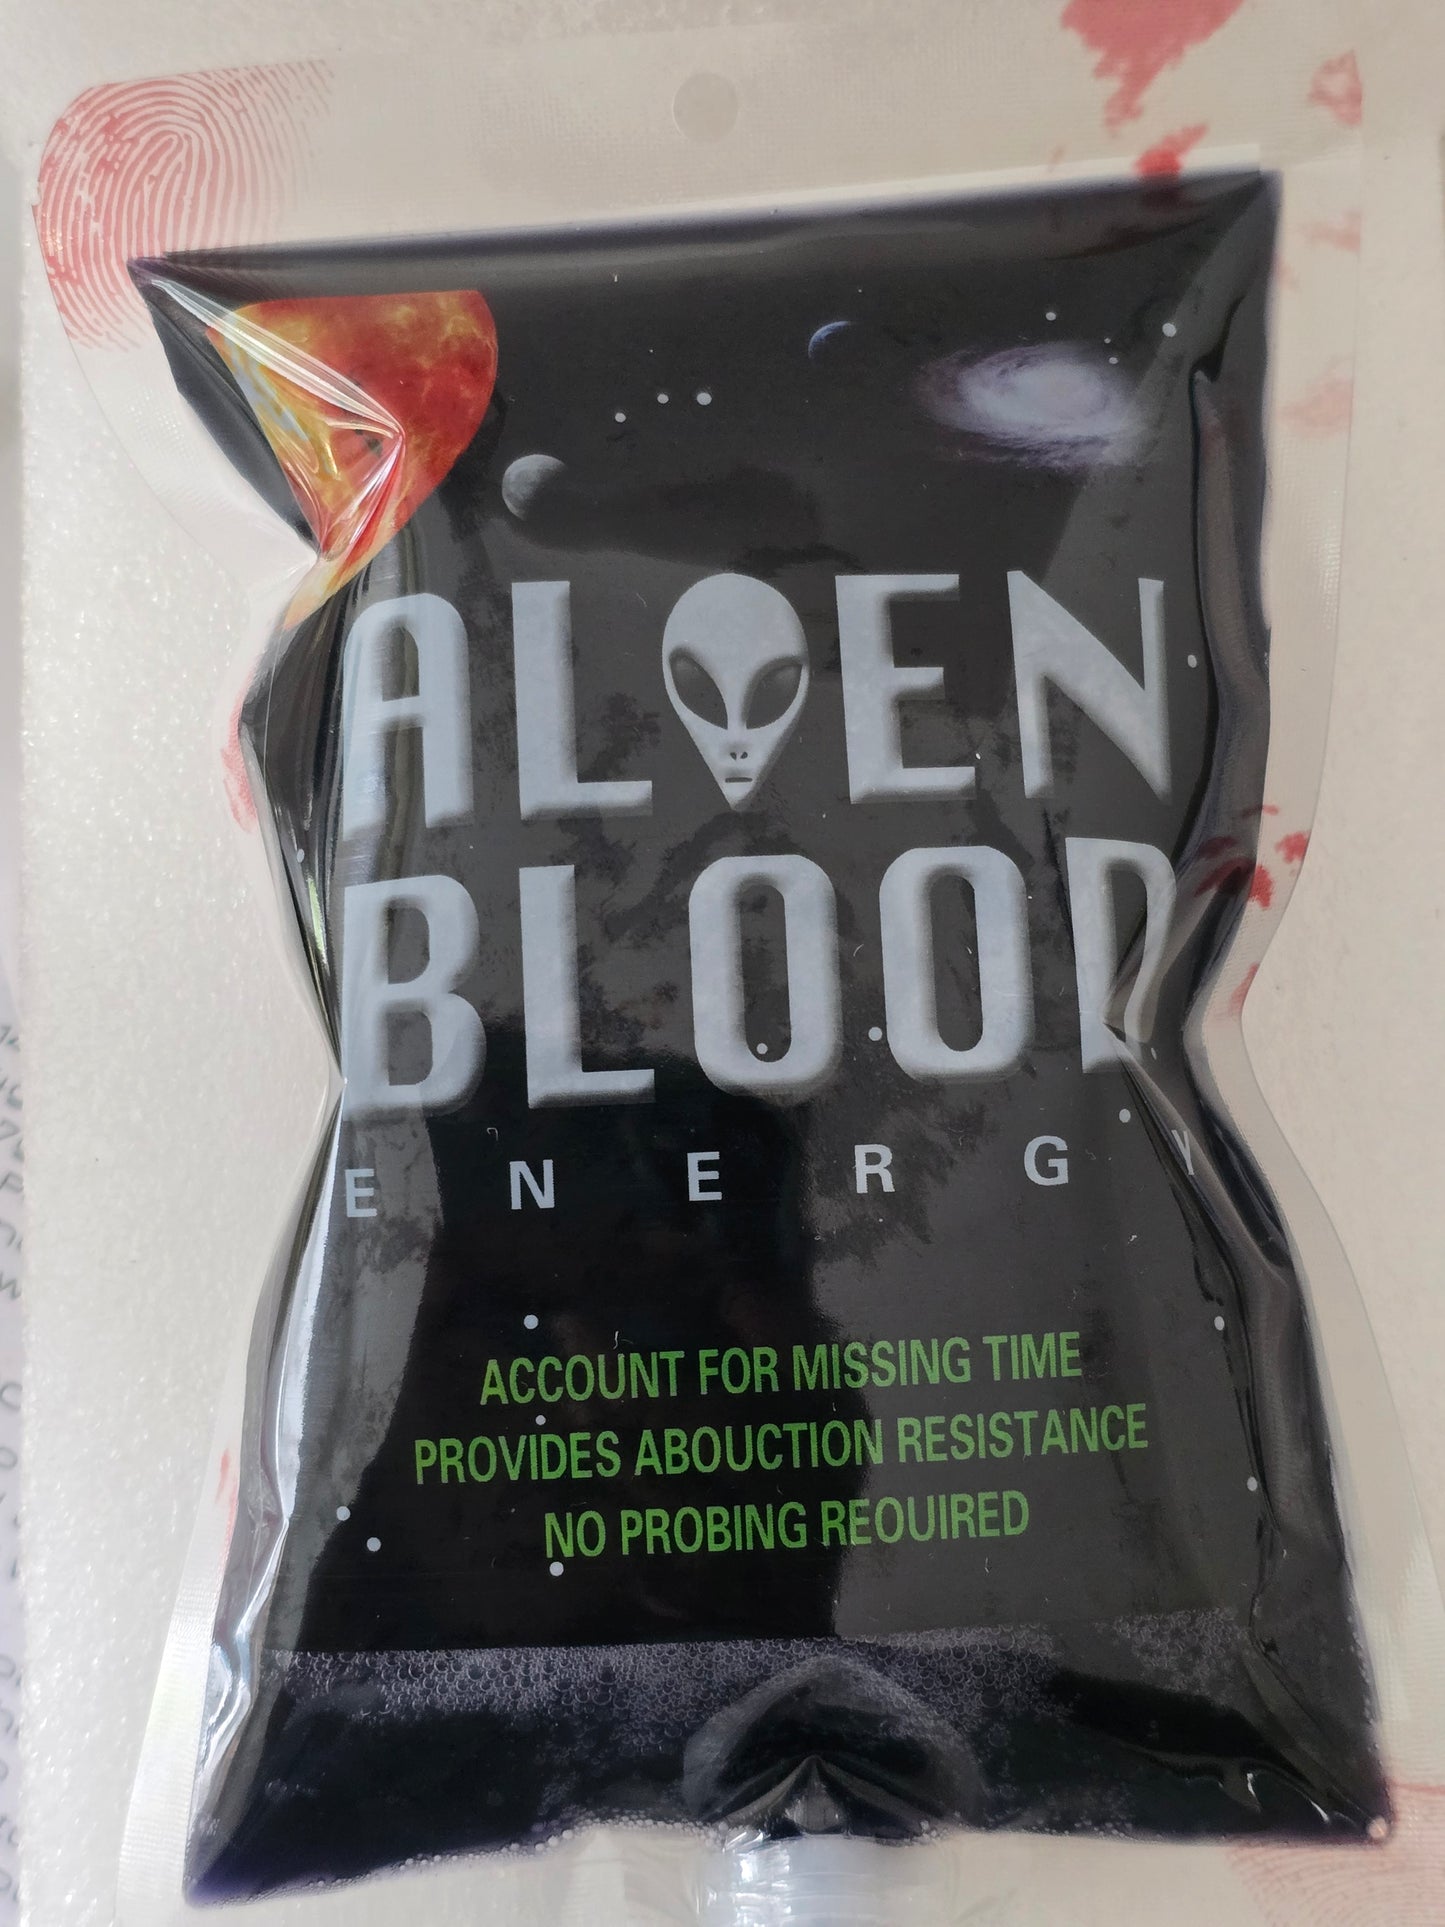 ALIEN
BLOOD
ENERGY
ACCOUNT FOR MISSING TIME
PROVIDES ABOUCTION RESISTANCE
NO PROBING REOUIRED